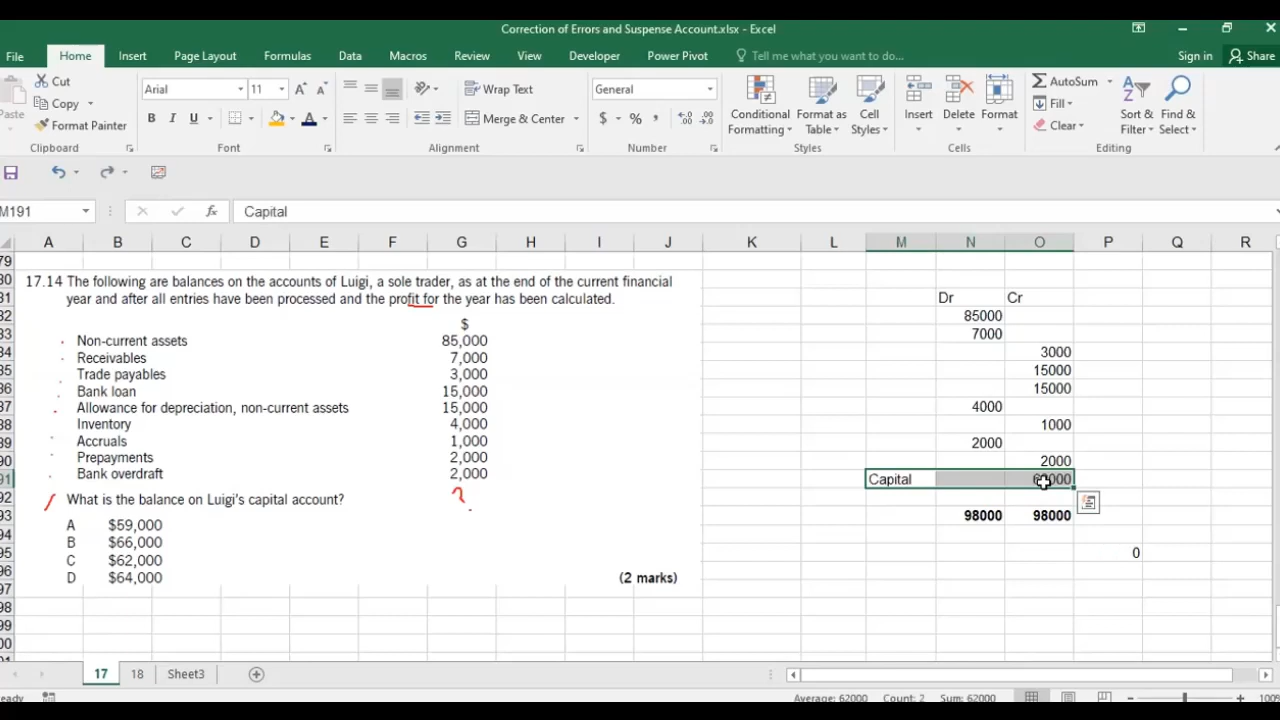 Correction of Errors and Suspense Account.xlsx - Excel
File Home Insert Page Layout Formulas Data Macros Review View Developer Power Pivot Tell me what you want to do... Sign in Share
Cut
Copy
Format Painter
Paste
Clipboard
Arial 11
B I U
Font
Wrap Text
Merge & Center
Alignment
General
$ % ,
Number
Conditional Formatting
Format as Table
Cell Styles
Styles
Insert Delete Format
Cells
AutoSum
Fill
Clear
Sort & Filter
Find & Select
Editing
M191 fx Capital
A B C D E F G H I J K L M N O P Q R
17.14 The following are balances on the accounts of Luigi, a sole trader, as at the end of the current financial
year and after all entries have been processed and the profit for the year has been calculated.
$
Non-current assets 85,000
Receivables 7,000
Trade payables 3,000
Bank loan 15,000
Allowance for depreciation, non-current assets 15,000
Inventory 4,000
Accruals 1,000
Prepayments 2,000
Bank overdraft 2,000
?
What is the balance on Luigi's capital account?
A $59,000
B $66,000
C $62,000
D $64,000
(2 marks)
Dr Cr
85000
7000
3000
15000
15000
4000
1000
2000
2000
Capital
98000 98000
0
17 18 Sheet3
Average: 62000 Count: 2 Sum: 62000